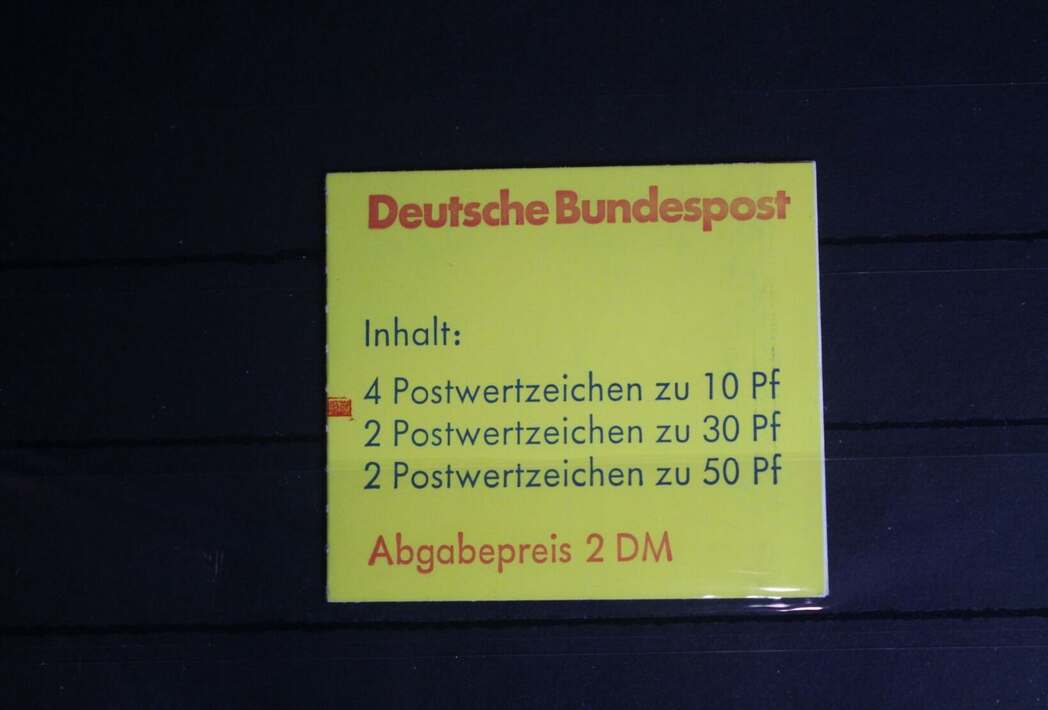 Deutsche Bundespost
Inhalt:
4 Postwertzeichen zu 10 Pf
2 Postwertzeichen zu 30 Pf
2 Postwertzeichen zu 50 Pf
Abgabepreis 2 DM